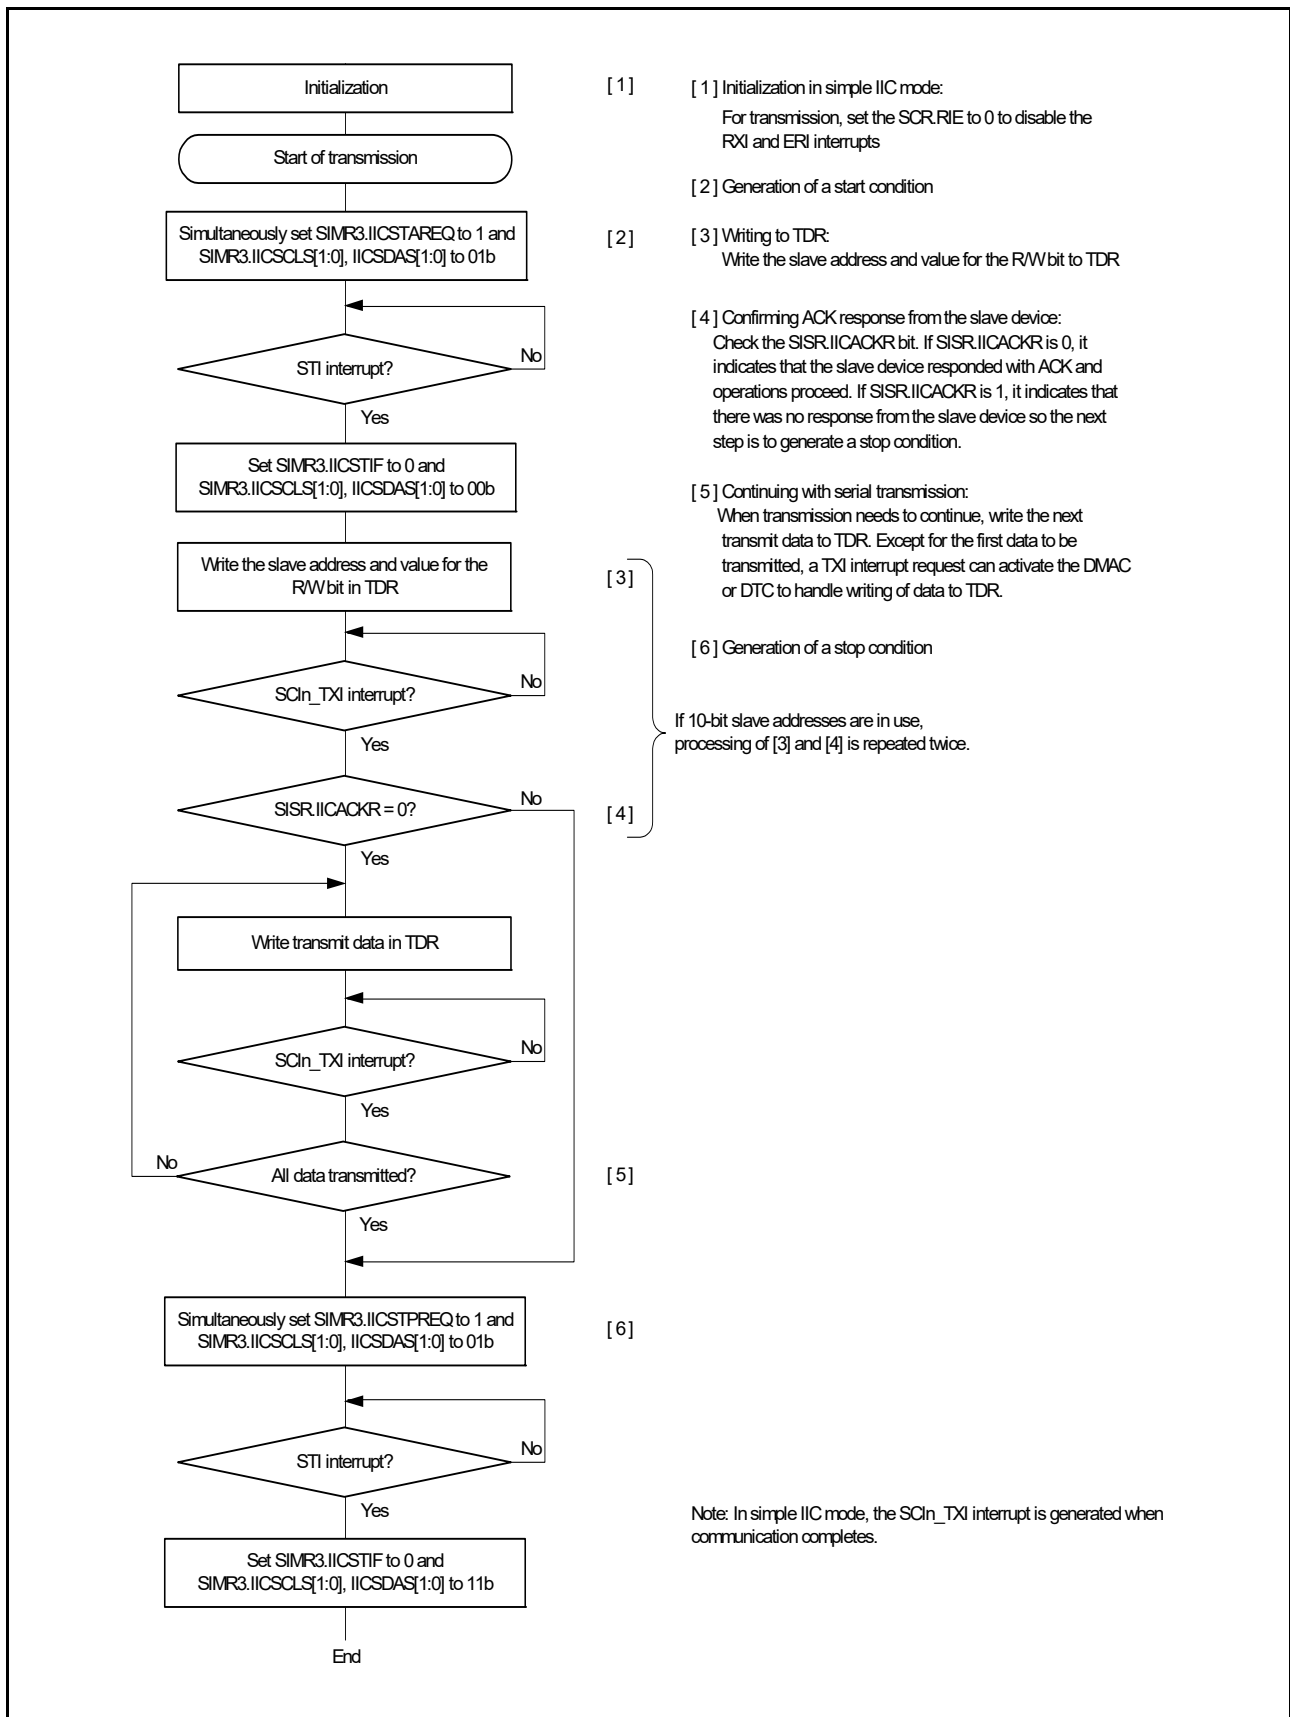 Initialization
[ 1 ]
Start of transmission
Simultaneously set SIMR3.IICSTAREQ to 1 and
SIMR3.IICSCLS[1:0], IICSDAS[1:0] to 01b
[ 2 ]
STI interrupt?
No
Yes
Set SIMR3.IICSTIF to 0 and
SIMR3.IICSCLS[1:0], IICSDAS[1:0] to 00b
Write the slave address and value for the
R/W bit in TDR
[ 3 ]
SCIn_TXI interrupt?
No
Yes
SISR.IICACKR = 0?
No
[ 4 ]
Yes
Write transmit data in TDR
SCIn_TXI interrupt?
No
Yes
No
All data transmitted?
[ 5 ]
Yes
Simultaneously set SIMR3.IICSTPREQ to 1 and
SIMR3.IICSCLS[1:0], IICSDAS[1:0] to 01b
[ 6 ]
STI interrupt?
No
Yes
Set SIMR3.IICSTIF to 0 and
SIMR3.IICSCLS[1:0], IICSDAS[1:0] to 11b
End
[ 1 ] Initialization in simple IIC mode:
For transmission, set the SCR.RIE to 0 to disable the
RXI and ERI interrupts
[ 2 ] Generation of a start condition
[ 3 ] Writing to TDR:
Write the slave address and value for the R/W bit to TDR
[ 4 ] Confirming ACK response from the slave device:
Check the SISR.IICACKR bit. If SISR.IICACKR is 0, it
indicates that the slave device responded with ACK and
operations proceed. If SISR.IICACKR is 1, it indicates that
there was no response from the slave device so the next
step is to generate a stop condition.
[ 5 ] Continuing with serial transmission:
When transmission needs to continue, write the next
transmit data to TDR. Except for the first data to be
transmitted, a TXI interrupt request can activate the DMAC
or DTC to handle writing of data to TDR.
[ 6 ] Generation of a stop condition
If 10-bit slave addresses are in use,
processing of [3] and [4] is repeated twice.
Note: In simple IIC mode, the SCIn_TXI interrupt is generated when
communication completes.